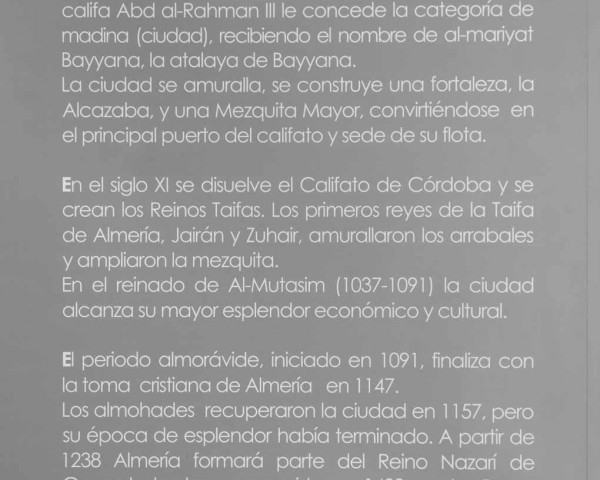 califa Abd al-Rahman III le concede la categoría de
madina (ciudad), recibiendo el nombre de al-mariyat
Bayyana, la atalaya de Bayyana.
La ciudad se amuralla, se construye una fortaleza, la
Alcazaba, y una Mezquita Mayor, convirtiéndose en
el principal puerto del califato y sede de su flota.
En el siglo XI se disuelve el Califato de Córdoba y se
crean los Reinos Taifas. Los primeros reyes de la Taifa
de Almería, Jairán y Zuhair, amurallaron los arrabales
y ampliaron la mezquita.
En el reinado de Al-Mutasim (1037-1091) la ciudad
alcanza su mayor esplendor económico y cultural.
El periodo almorávide, iniciado en 1091, finaliza con
la toma cristiana de Almería en 1147.
Los almohades recuperaron la ciudad en 1157, pero
su época de esplendor había terminado. A partir de
1238 Almería formará parte del Reino Nazarí de